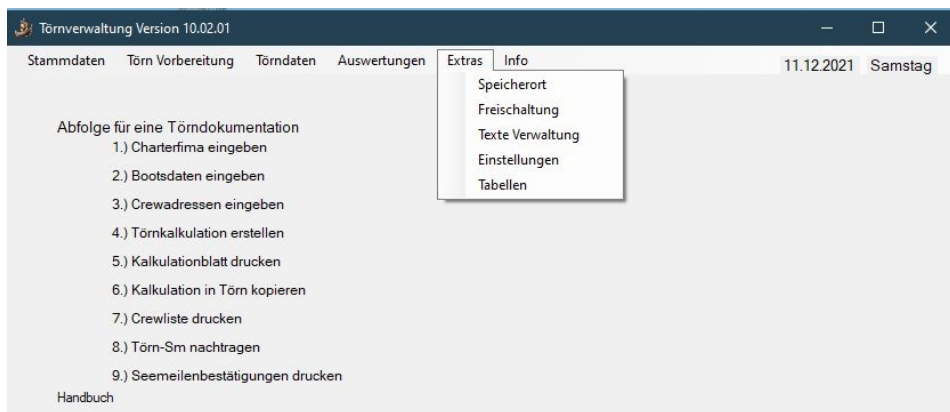 Törnverwaltung Version 10.02.01
Stammdaten Törn Vorbereitung Törndaten Auswertungen Extras Info 11.12.2021 Samstag
Speicherort
Freischaltung
Texte Verwaltung
Einstellungen
Tabellen
Abfolge für eine Törndokumentation
1.) Charterfima eingeben
2.) Bootsdaten eingeben
3.) Crewadressen eingeben
4.) Törnkalkulation erstellen
5.) Kalkulationblatt drucken
6.) Kalkulation in Törn kopieren
7.) Crewliste drucken
8.) Törn-Sm nachtragen
9.) Seemeilenbestätigungen drucken
Handbuch